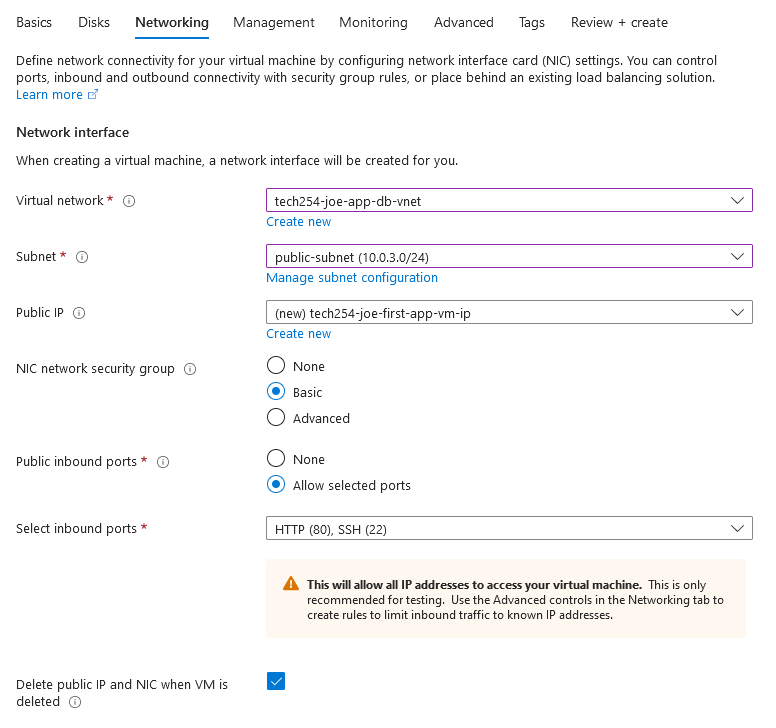 Basics Disks Networking Management Monitoring Advanced Tags Review + create
Define network connectivity for your virtual machine by configuring network interface card (NIC) settings. You can control
ports, inbound and outbound connectivity with security group rules, or place behind an existing load balancing solution.
Learn more
Network interface
When creating a virtual machine, a network interface will be created for you.
Virtual network *
tech254-joe-app-db-vnet
Create new
Subnet *
public-subnet (10.0.3.0/24)
Manage subnet configuration
Public IP
(new) tech254-joe-first-app-vm-ip
Create new
NIC network security group
None
Basic
Advanced
Public inbound ports *
None
Allow selected ports
Select inbound ports *
HTTP (80), SSH (22)
This will allow all IP addresses to access your virtual machine. This is only
recommended for testing. Use the Advanced controls in the Networking tab to
create rules to limit inbound traffic to known IP addresses.
Delete public IP and NIC when VM is
deleted